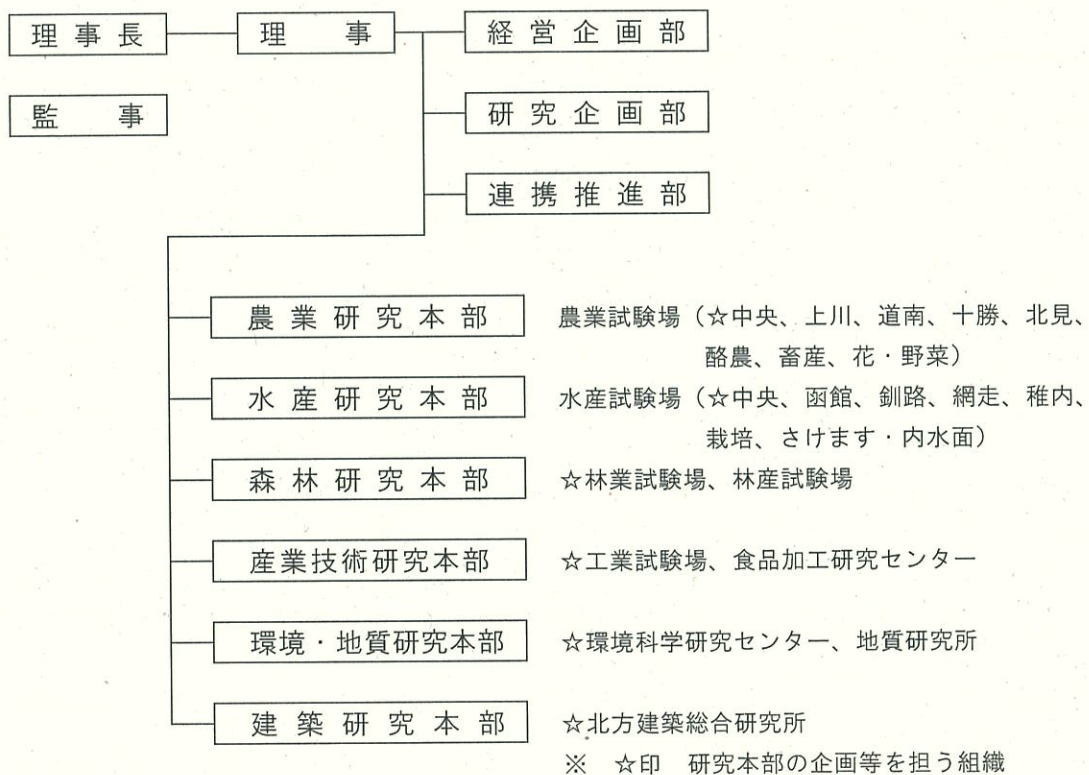 理事長
理事
経営企画部
監事
研究企画部
連携推進部
農業研究本部
農業試験場（☆中央、上川、道南、十勝、北見、
酪農、畜産、花・野菜）
水産研究本部
水産試験場（☆中央、函館、釧路、網走、稚内、
栽培、さけます・内水面）
森林研究本部
☆林業試験場、林産試験場
産業技術研究本部
☆工業試験場、食品加工研究センター
環境・地質研究本部
☆環境科学研究センター、地質研究所
建築研究本部
☆北方建築総合研究所
※　☆印　研究本部の企画等を担う組織